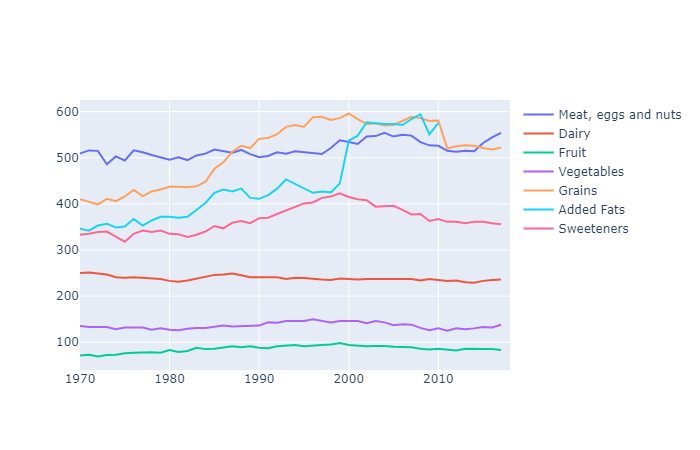 600
500
400
300
200
100
1970
1980
1990
2000
2010
Meat, eggs and nuts
Dairy
Fruit
Vegetables
Grains
Added Fats
Sweeteners